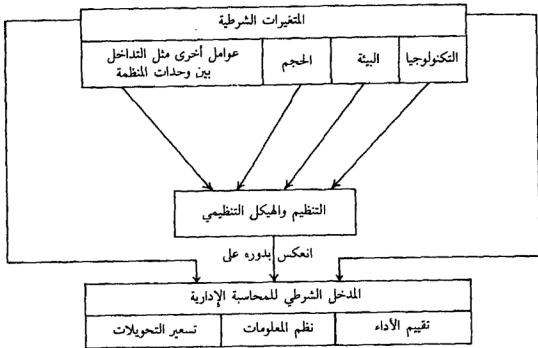 المتغيرات الشرطية
التكنولوجيا
البيئة
الحجم
عوامل أخرى مثل التداخل
بين وحدات المنظمة
التنظيم والهيكل التنظيمي
انعكس بدوره على
المدخل الشرطي للمحاسبة الإدارية
تقييم الأداء
نظم المعلومات
تسعير التحويلات